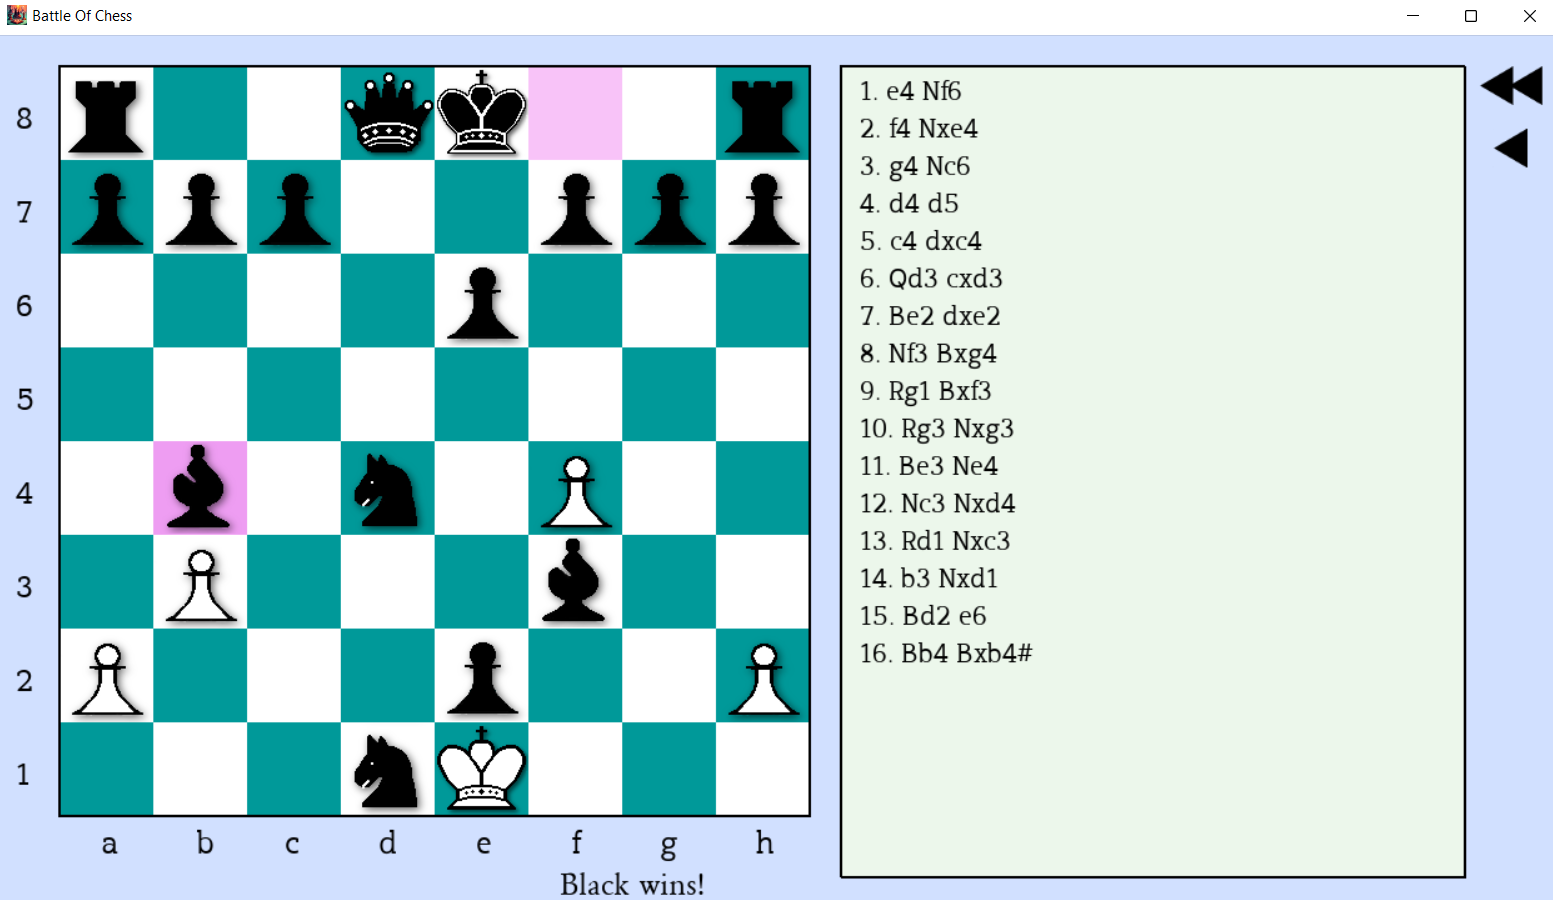 Battle Of Chess
8
7
6
5
4
3
2
1
a b c d e f g h
Black wins!
1. e4 Nf6
2. f4 Nxe4
3. g4 Nc6
4. d4 d5
5. c4 dxc4
6. Qd3 cxd3
7. Be2 dxe2
8. Nf3 Bxg4
9. Rg1 Bxf3
10. Rg3 Nxg3
11. Be3 Ne4
12. Nc3 Nxd4
13. Rd1 Nxc3
14. b3 Nxd1
15. Bd2 e6
16. Bb4 Bxb4#